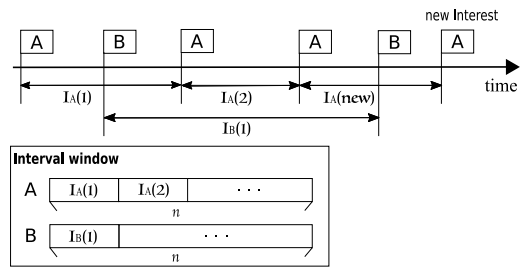 new Interest
A B A A B A
time
IA(1) IA(2) IA(new)
IB(1)
Interval window
A IA(1) IA(2) · · ·
n
B IB(1) · · ·
n